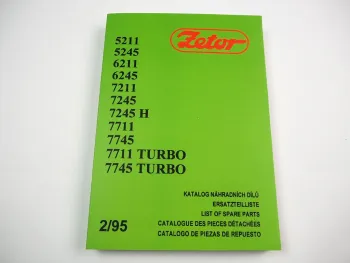 5211
5245
6211
6245
7211
7245
7245 H
7711
7745
7711 TURBO
7745 TURBO
Zetor
KATALOG NÁHRADNÍCH DÍLŮ
ERSATZTEILLISTE
LIST OF SPARE PARTS
CATALOGUE DES PIECES DÉTACHÉES
CATALOGO DE PIEZAS DE REPUESTO
2/95